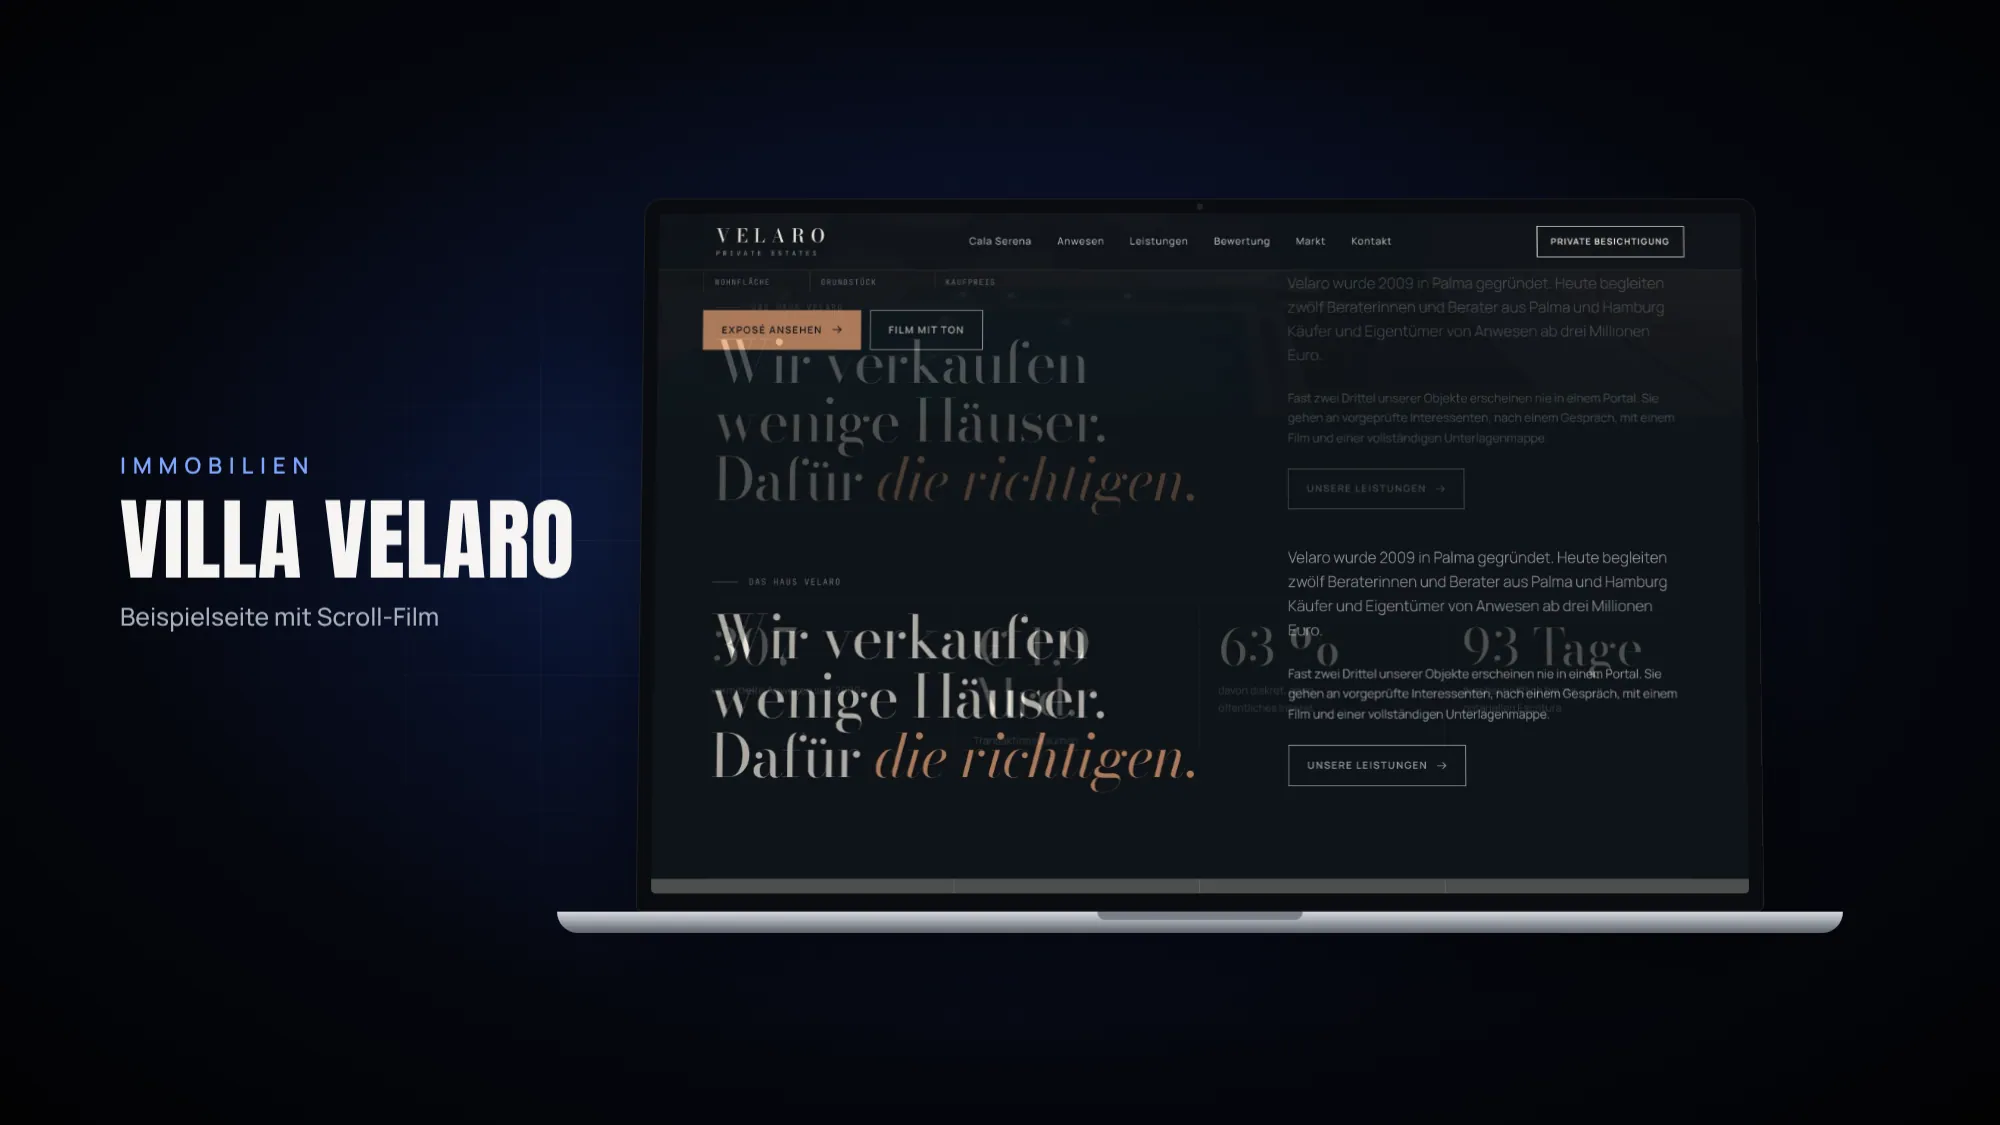 IMMOBILIEN
VILLA VELARO
Beispielseite mit Scroll-Film
VELARO
PRIVATE ESTATES
Cala Serena
Anwesen
Leistungen
Bewertung
Markt
Kontakt
PRIVATE BESICHTIGUNG
WOHNFLÄCHE
GRUNDSTÜCK
KAUFPREIS
DAS HAUS VELARO
EXPOSÉ ANSEHEN →
FILM MIT TON
Wir verkaufen
wenige Häuser.
Dafür die richtigen.
Velaro wurde 2009 in Palma gegründet. Heute begleiten
zwölf Beraterinnen und Berater aus Palma und Hamburg
Käufer und Eigentümer von Anwesen ab drei Millionen
Euro.
Fast zwei Drittel unserer Objekte erscheinen nie in einem Portal. Sie
gehen an vorgeprüfte Interessenten, nach einem Gespräch, mit einem
Film und einer vollständigen Unterlagenmappe.
UNSERE LEISTUNGEN →
DAS HAUS VELARO
Wir verkaufen
wenige Häuser.
Dafür die richtigen.
Velaro wurde 2009 in Palma gegründet. Heute begleiten
zwölf Beraterinnen und Berater aus Palma und Hamburg
Käufer und Eigentümer von Anwesen ab drei Millionen
Euro.
Fast zwei Drittel unserer Objekte erscheinen nie in einem Portal. Sie
gehen an vorgeprüfte Interessenten, nach einem Gespräch, mit einem
Film und einer vollständigen Unterlagenmappe.
UNSERE LEISTUNGEN →
63 %
davon diskret,
93 Tage